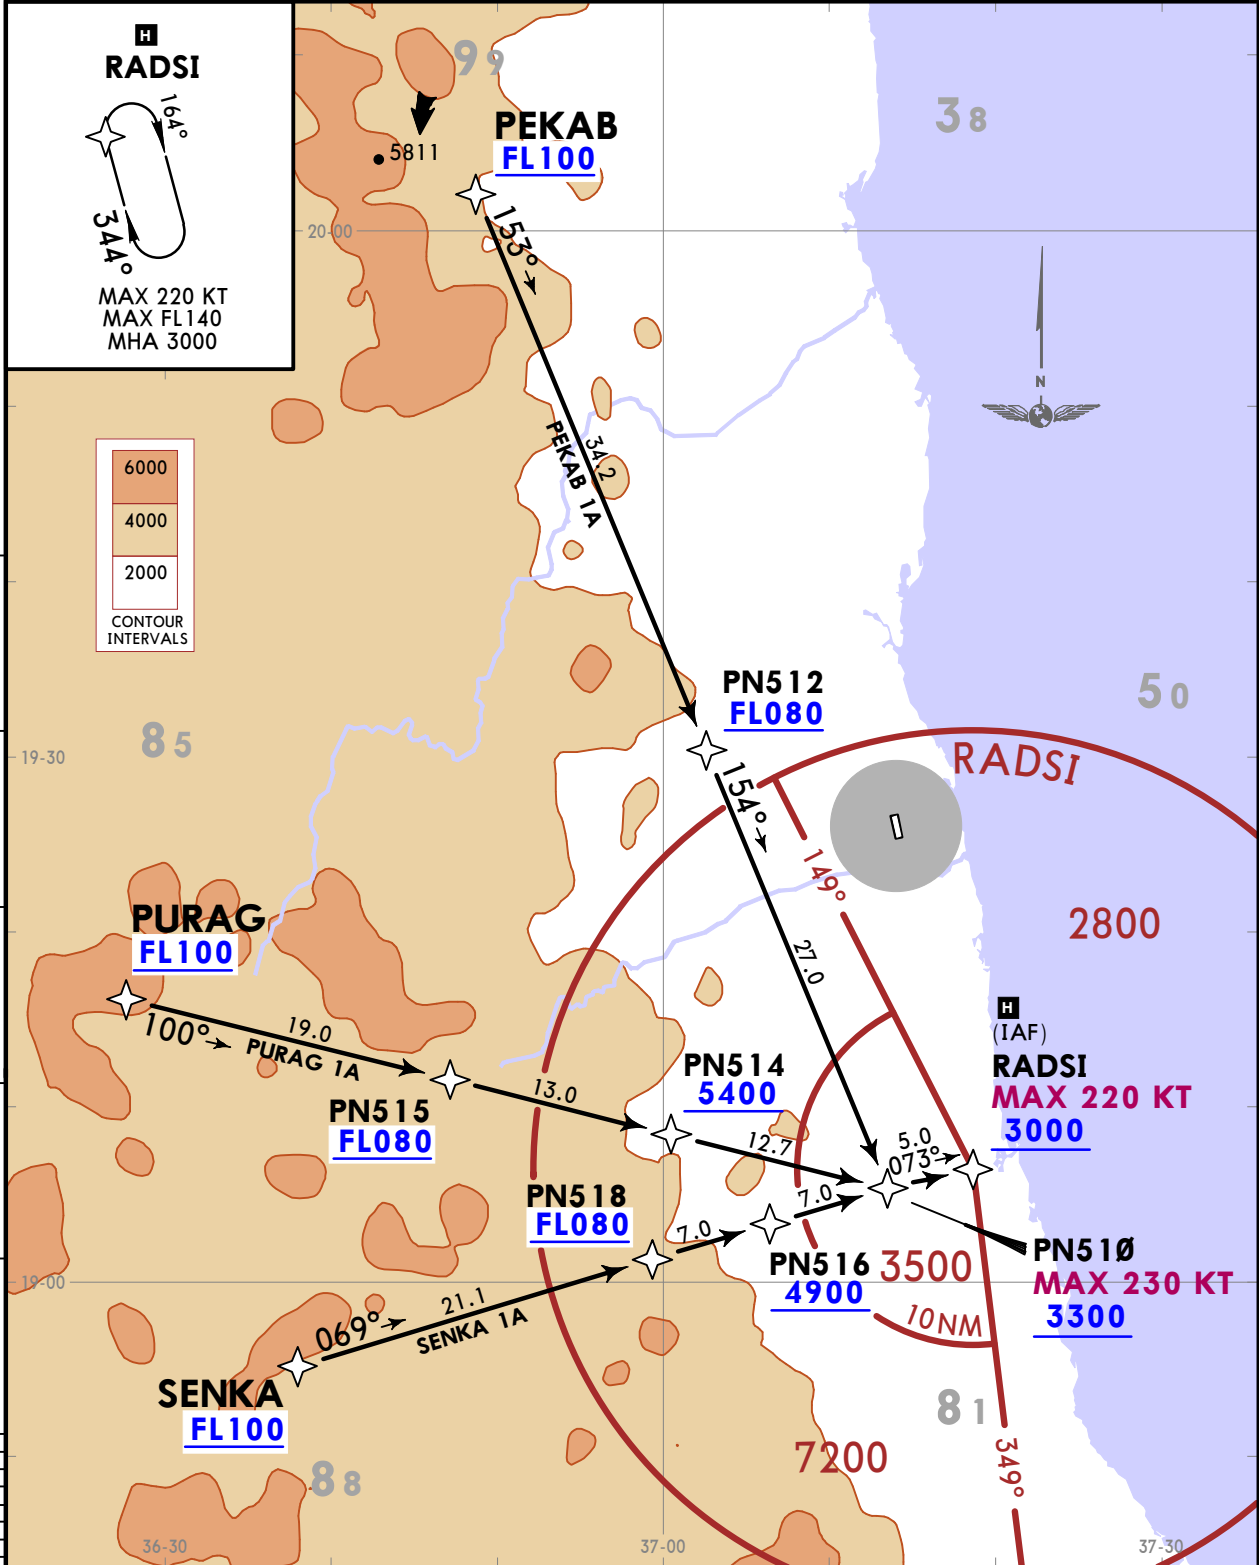 H
RADSI
164°
344°
MAX 220 KT
MAX FL140
MHA 3000
99
38
5811
PEKAB
FL100
20-00
153°
N
6000
4000
2000
CONTOUR
INTERVALS
34.2
PEKAB 1A
PN512
FL080
50
85
19-30
RADSI
154°
149°
2800
PURAG
FL100
27.0
100°
19.0
PURAG 1A
H
(IAF)
RADSI
MAX 220 KT
3000
PN514
5400
13.0
PN515
FL080
12.7
5.0
073°
PN518
FL080
7.0
7.0
PN516
4900
3500
PN510
MAX 230 KT
3300
19-00
21.1
069°
SENKA 1A
10NM
SENKA
FL100
81
7200
349°
88
36-30
37-00
37-30